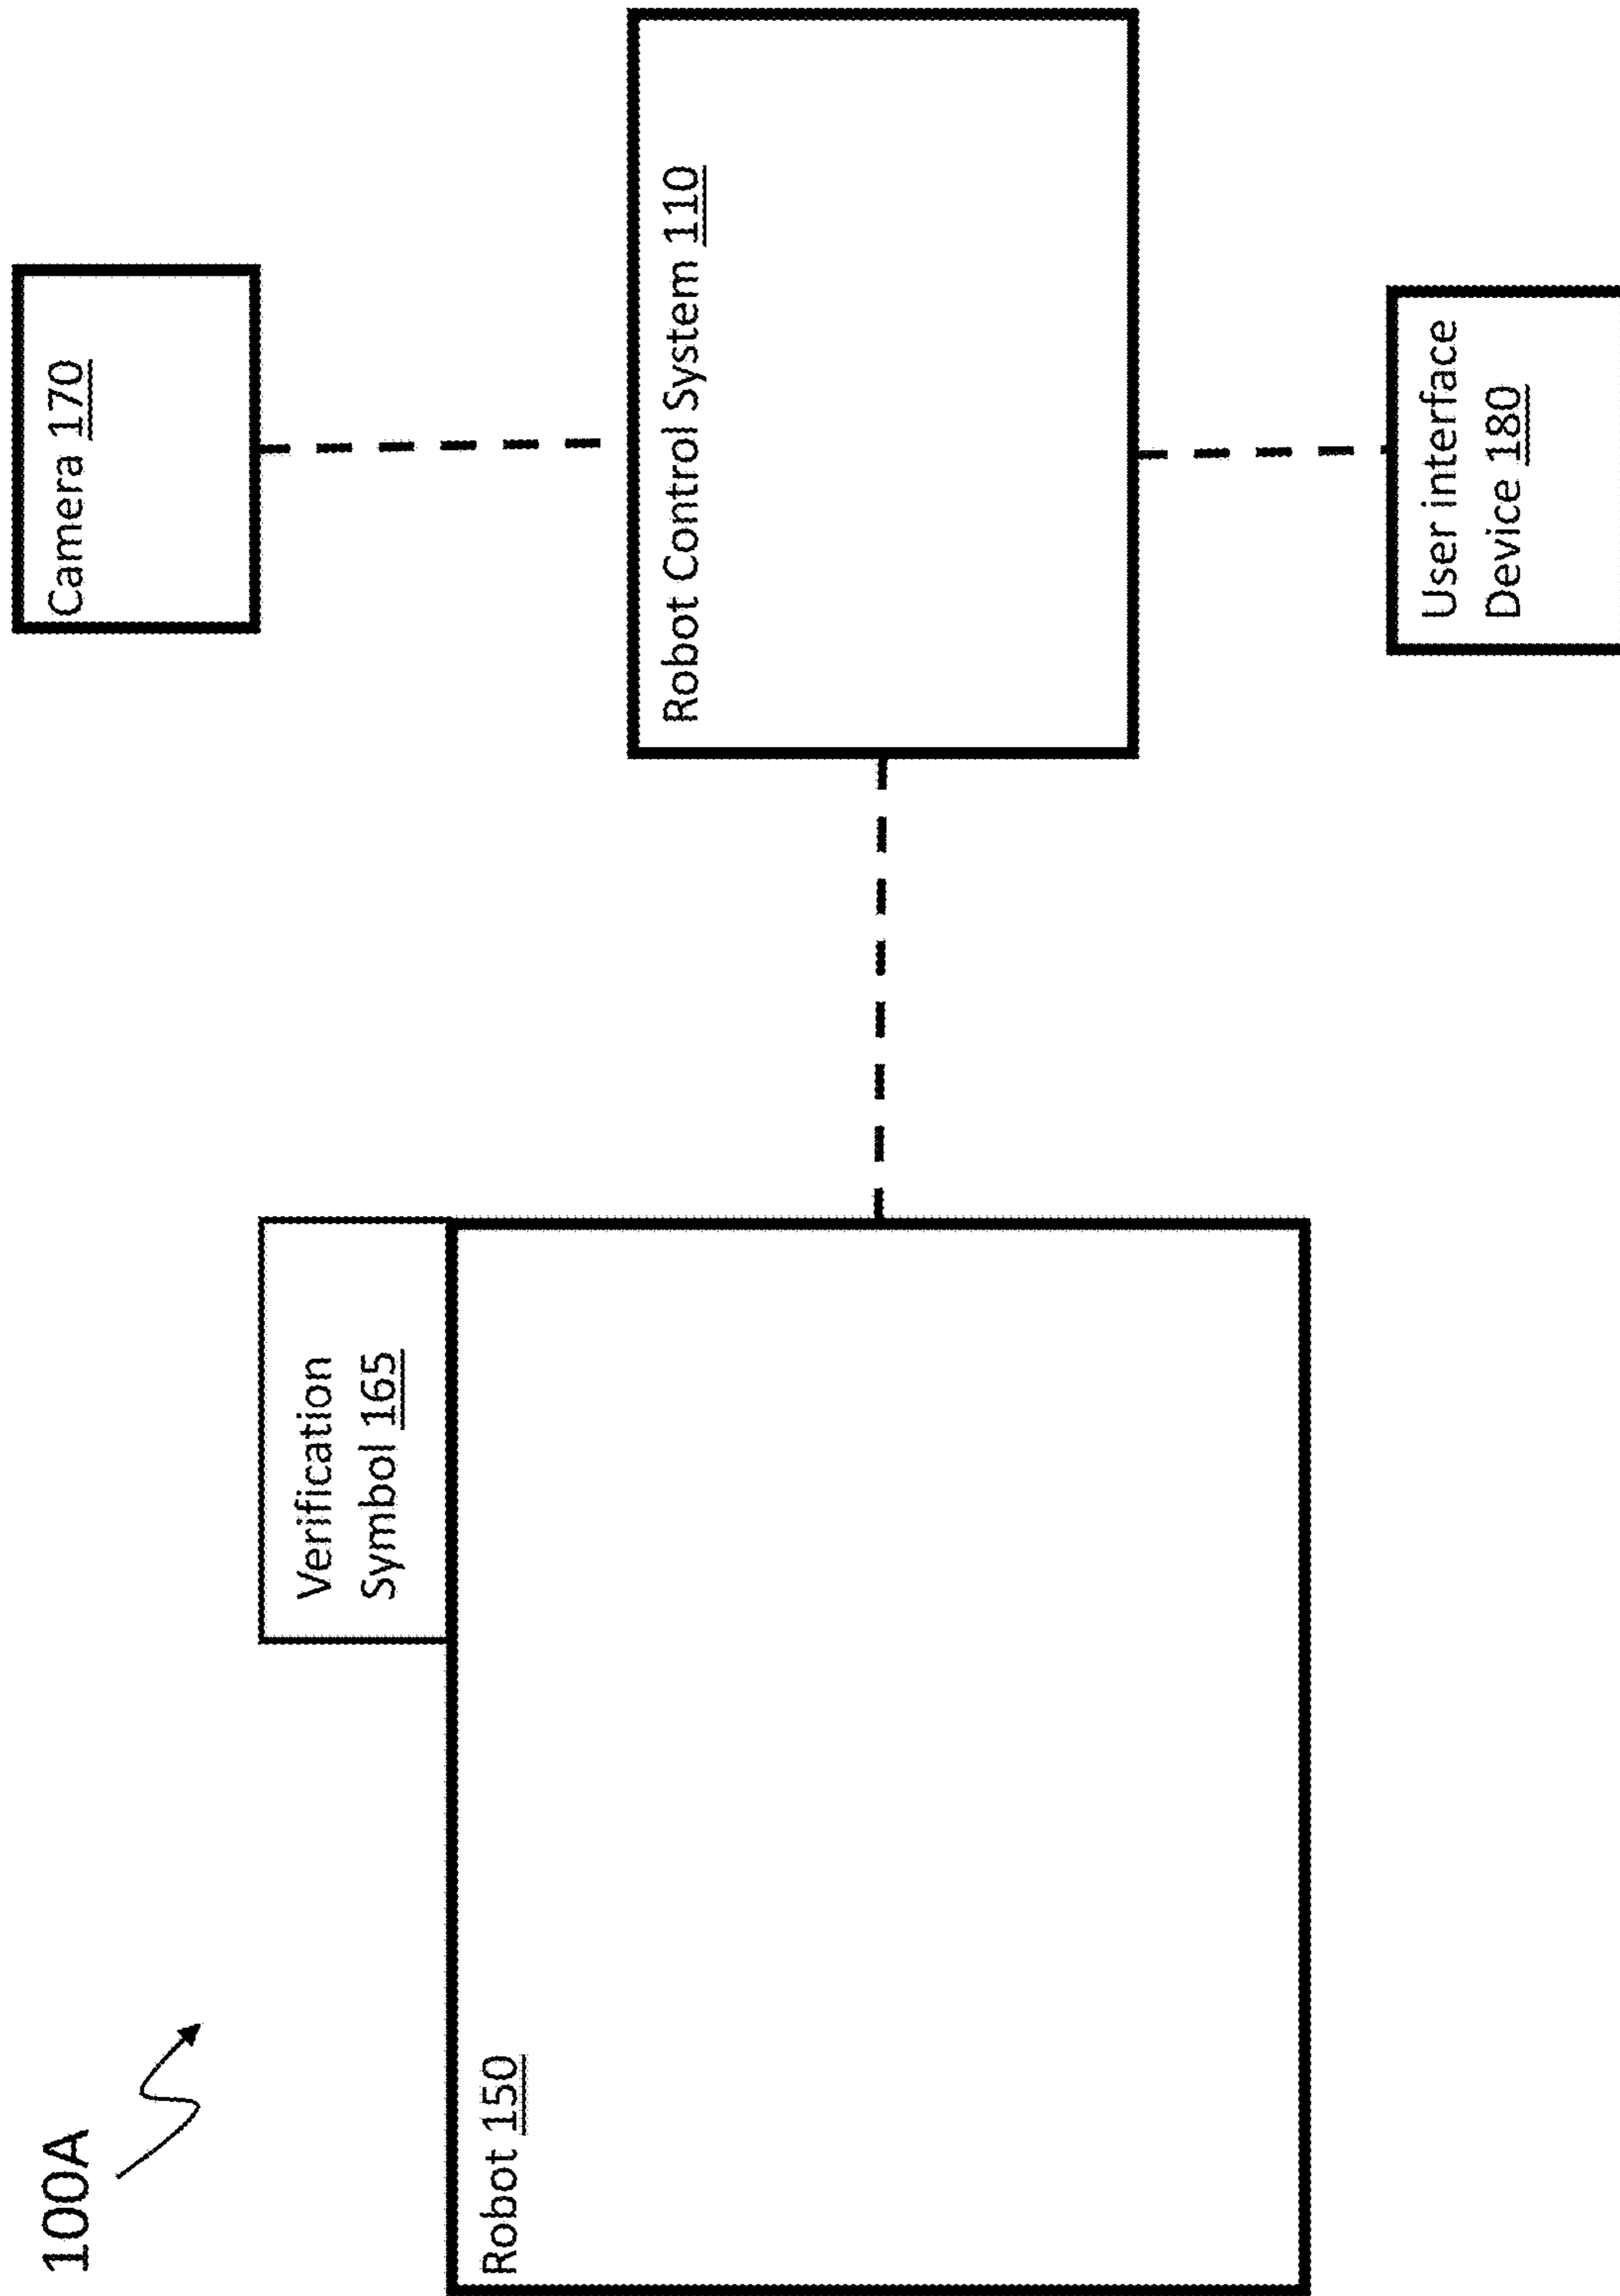 100A
Camera 170
Verification
Symbol 165
Robot 150
Robot Control System 110
User interface
Device 180